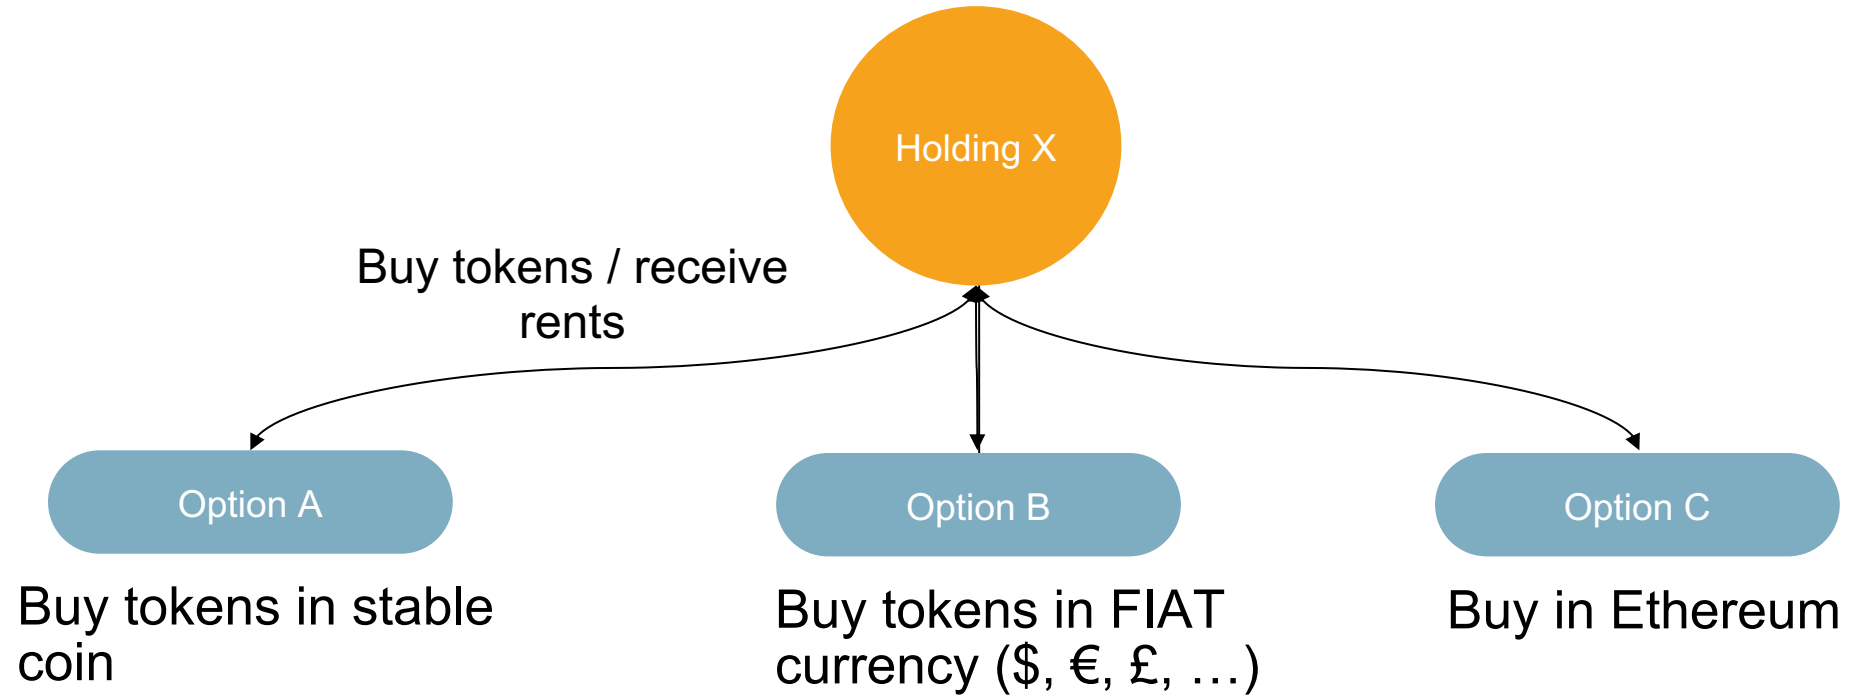 Holding X
Buy tokens / receive
rents
Option A
Option B
Option C
Buy tokens in stable
coin
Buy tokens in FIAT
currency ($, €, £, …)
Buy in Ethereum